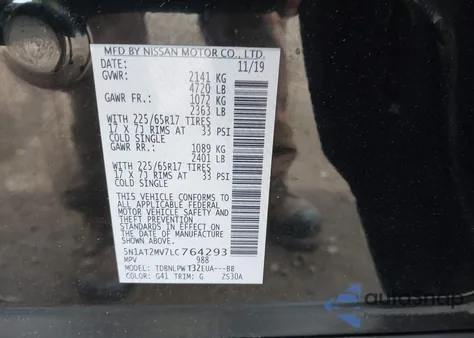 MFD BY NISSAN MOTOR CO., LTD.
DATE: 11/19
GVWR: 2141 KG
4720 LB
GAWR FR.: 1072 KG
2363 LB
WITH 225/65R17 TIRES
17 X 7J RIMS AT 33 PSI
COLD SINGLE
GAWR RR.: 1089 KG
2401 LB
WITH 225/65R17 TIRES
17 X 7J RIMS AT 33 PSI
COLD SINGLE
THIS VEHICLE CONFORMS
TO ALL APPLICABLE FEDERAL
MOTOR VEHICLE SAFETY AND
THEFT PREVENTION
STANDARDS IN EFFECT ON
THE DATE OF MANUFACTURE
SHOWN ABOVE.
5N1AT2MV7LC764293
MPV 988
MODEL: TDBNLPW T32EUA---BB
COLOR: G41 TRIM: G ZS30A
autosnap